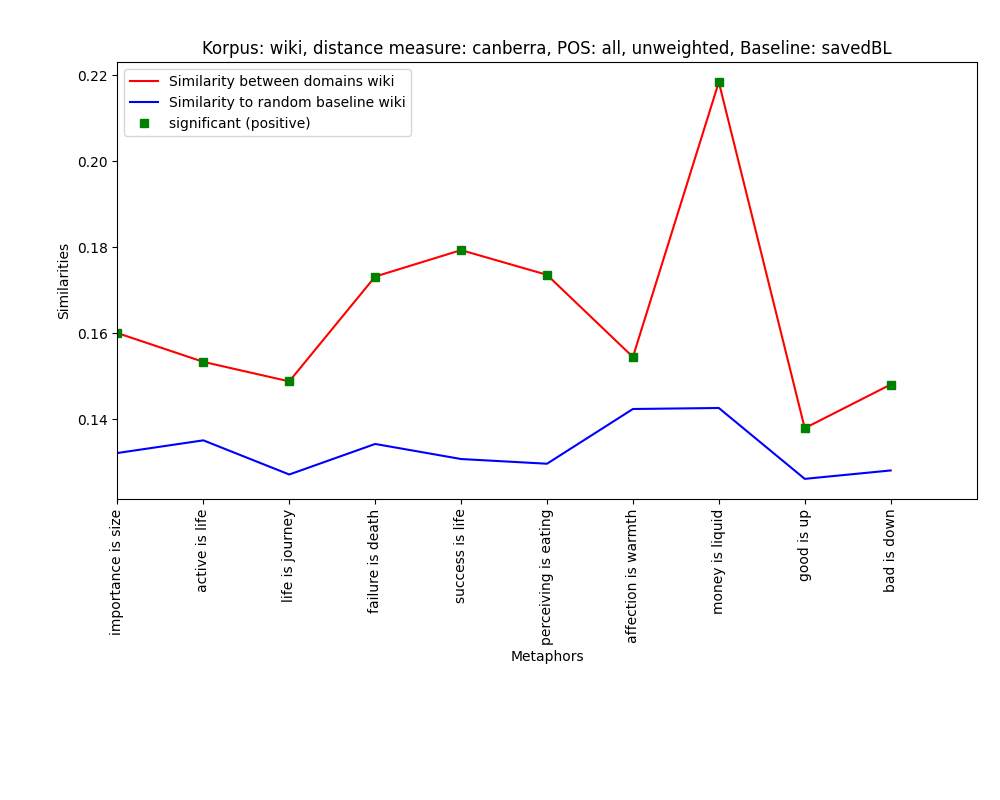 Korpus: wiki, distance measure: canberra, POS: all, unweighted, Baseline: savedBL
Similarity between domains wiki
Similarity to random baseline wiki
significant (positive)
0.22
0.20
0.18
0.16
0.14
Similarities
importance is size
active is life
life is journey
failure is death
success is life
perceiving is eating
affection is warmth
money is liquid
good is up
bad is down
Metaphors